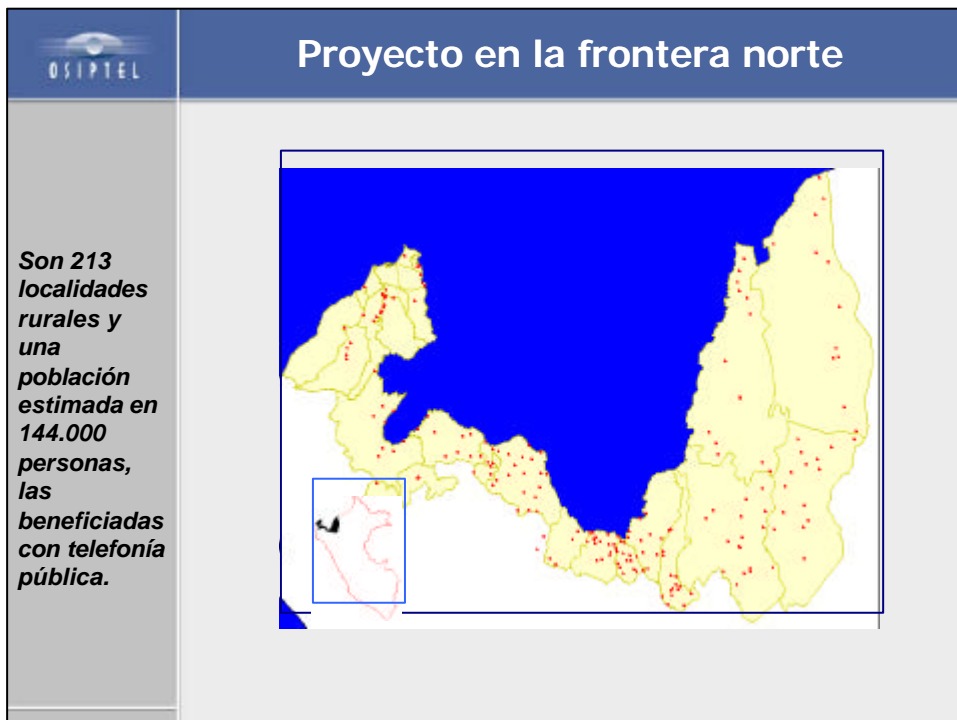 OSIPTEL
Proyecto en la frontera norte
Son 213
localidades
rurales y
una
población
estimada en
144.000
personas,
las
beneficiadas
con telefonía
pública.